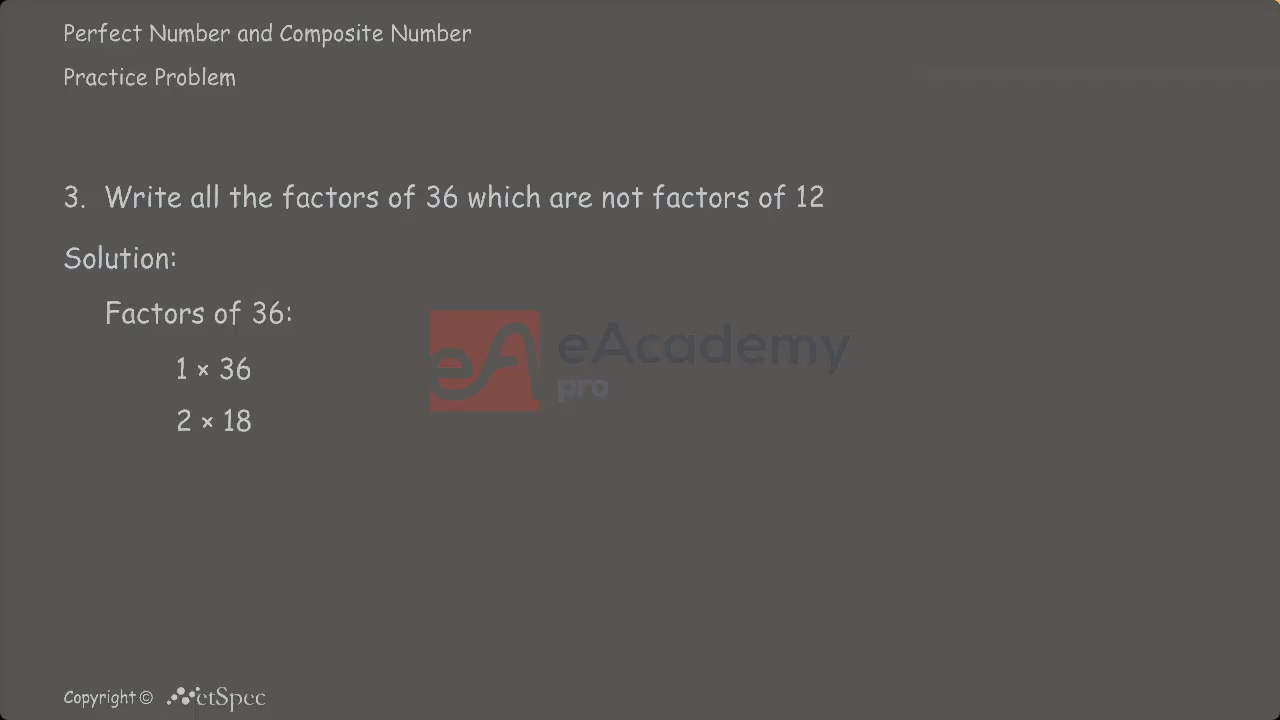 Perfect Number and Composite Number
Practice Problem
3. Write all the factors of 36 which are not factors of 12
Solution:
Factors of 36:
1 × 36
2 × 18
eA eAcademy
pro
Copyright © etSpec